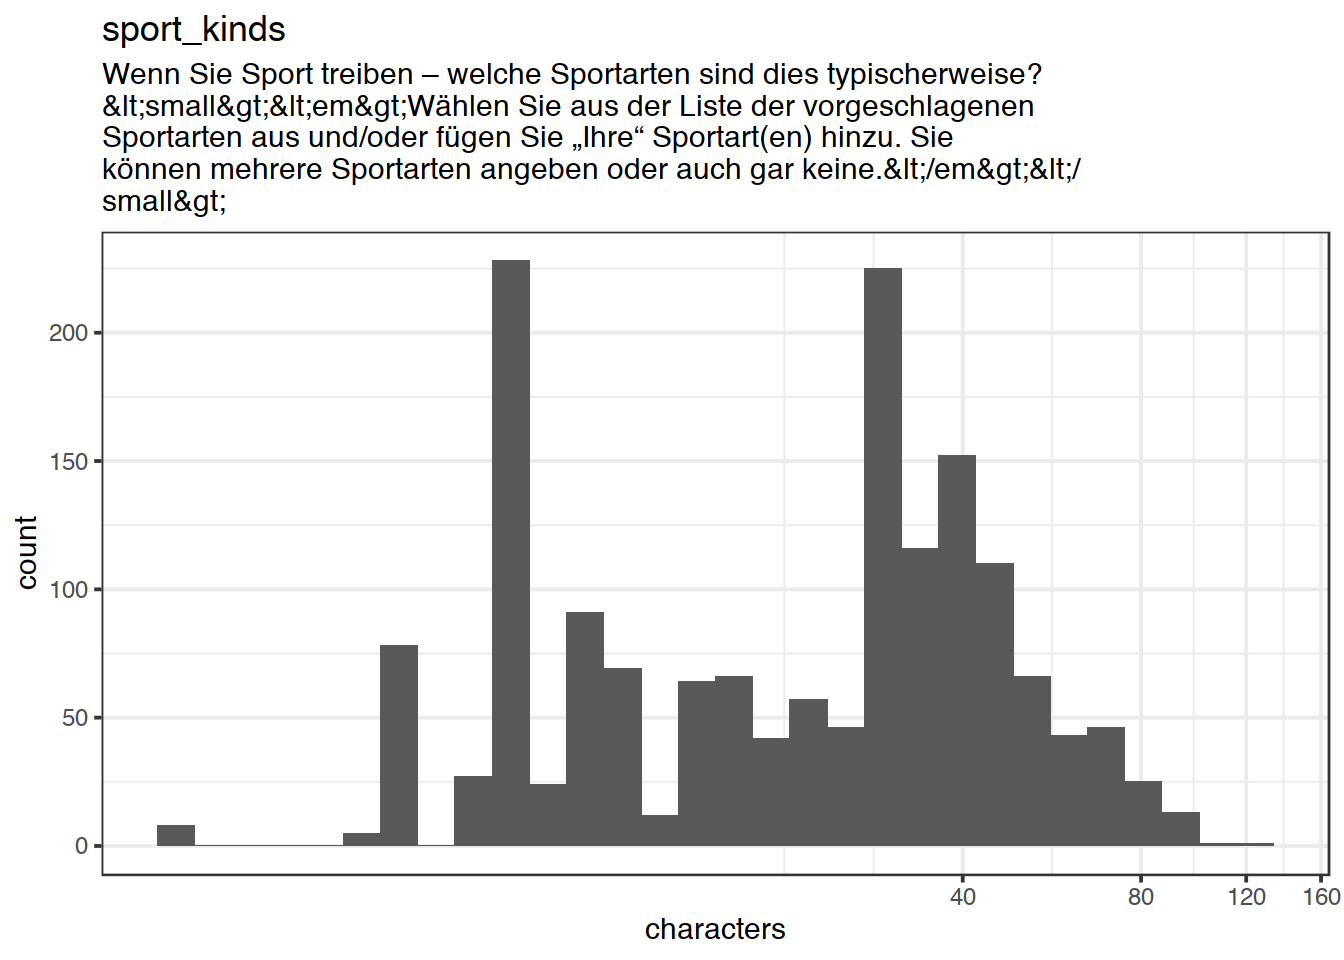 sport_kinds
Wenn Sie Sport treiben – welche Sportarten sind dies typischerweise?
&lt;small&gt;&lt;em&gt;Wählen Sie aus der Liste der vorgeschlagenen
Sportarten aus und/oder fügen Sie „Ihre“ Sportart(en) hinzu. Sie
können mehrere Sportarten angeben oder auch gar keine.&lt;/em&gt;&lt;/
small&gt;
200
150
100
50
0
count
40 80 120 160
characters